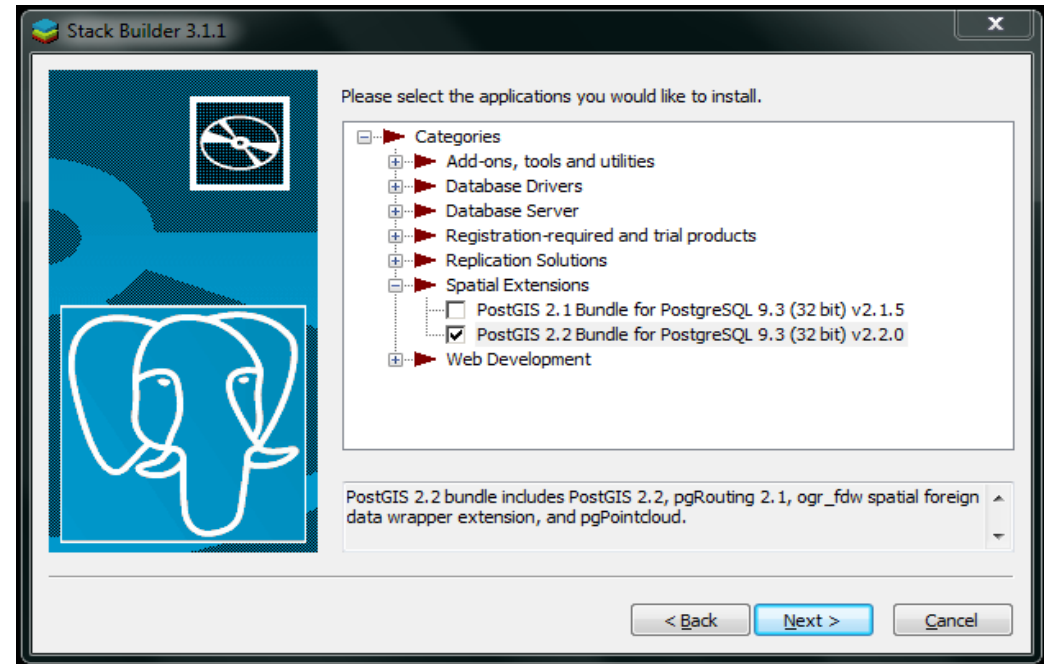 Stack Builder 3.1.1
X
Please select the applications you would like to install.
Categories
Add-ons, tools and utilities
Database Drivers
Database Server
Registration-required and trial products
Replication Solutions
Spatial Extensions
PostGIS 2.1 Bundle for PostgreSQL 9.3 (32 bit) v2.1.5
PostGIS 2.2 Bundle for PostgreSQL 9.3 (32 bit) v2.2.0
Web Development
PostGIS 2.2 bundle includes PostGIS 2.2, pgRouting 2.1, ogr_fdw spatial foreign
data wrapper extension, and pgPointcloud.
< Back Next > Cancel